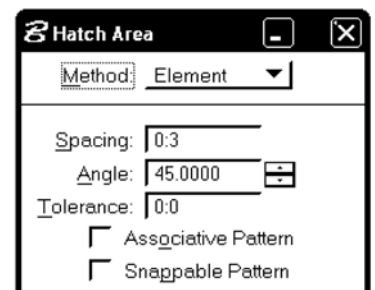 Hatch Area
Method: Element
Spacing: 0:3
Angle: 45.0000
Tolerance: 0:0
Associative Pattern
Snappable Pattern